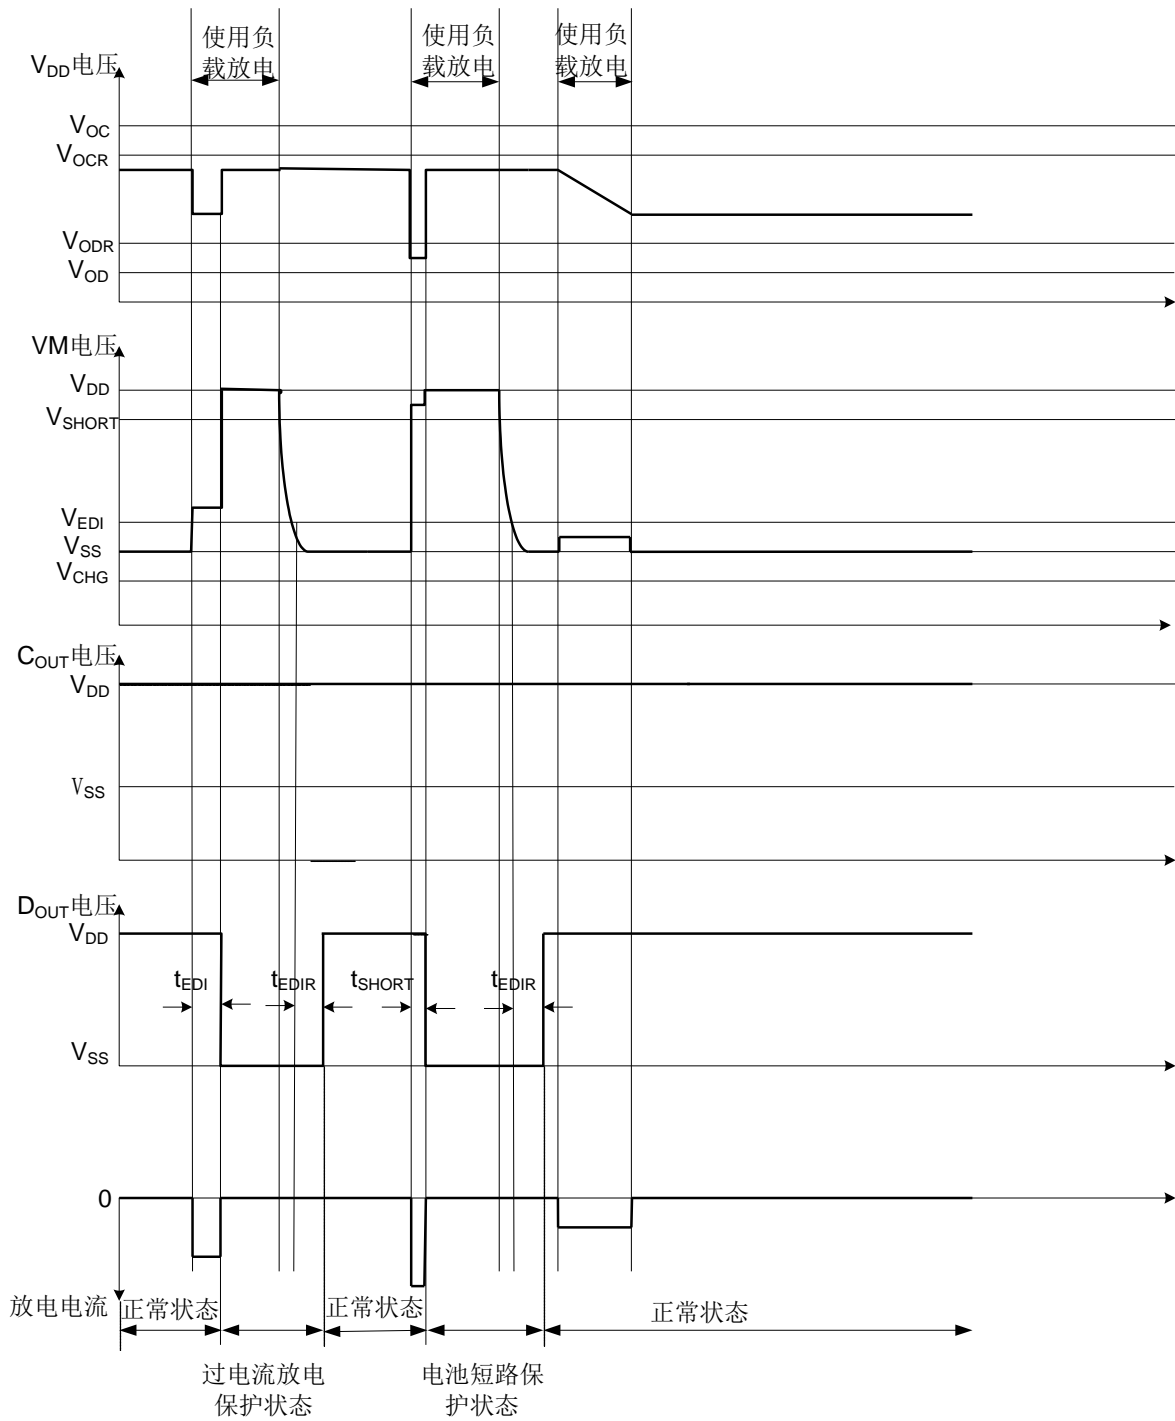 使用负
载放电
使用负
载放电
使用负
载放电
VDD电压
VOC
VOCR
VODR
VOD
VM电压
VDD
VSHORT
VEDI
VSS
VCHG
COUT电压
VDD
VSS
DOUT电压
VDD
tEDI
tEDIR
tSHORT
tEDIR
VSS
0
放电电流
正常状态
正常状态
正常状态
过电流放电
保护状态
电池短路保
护状态